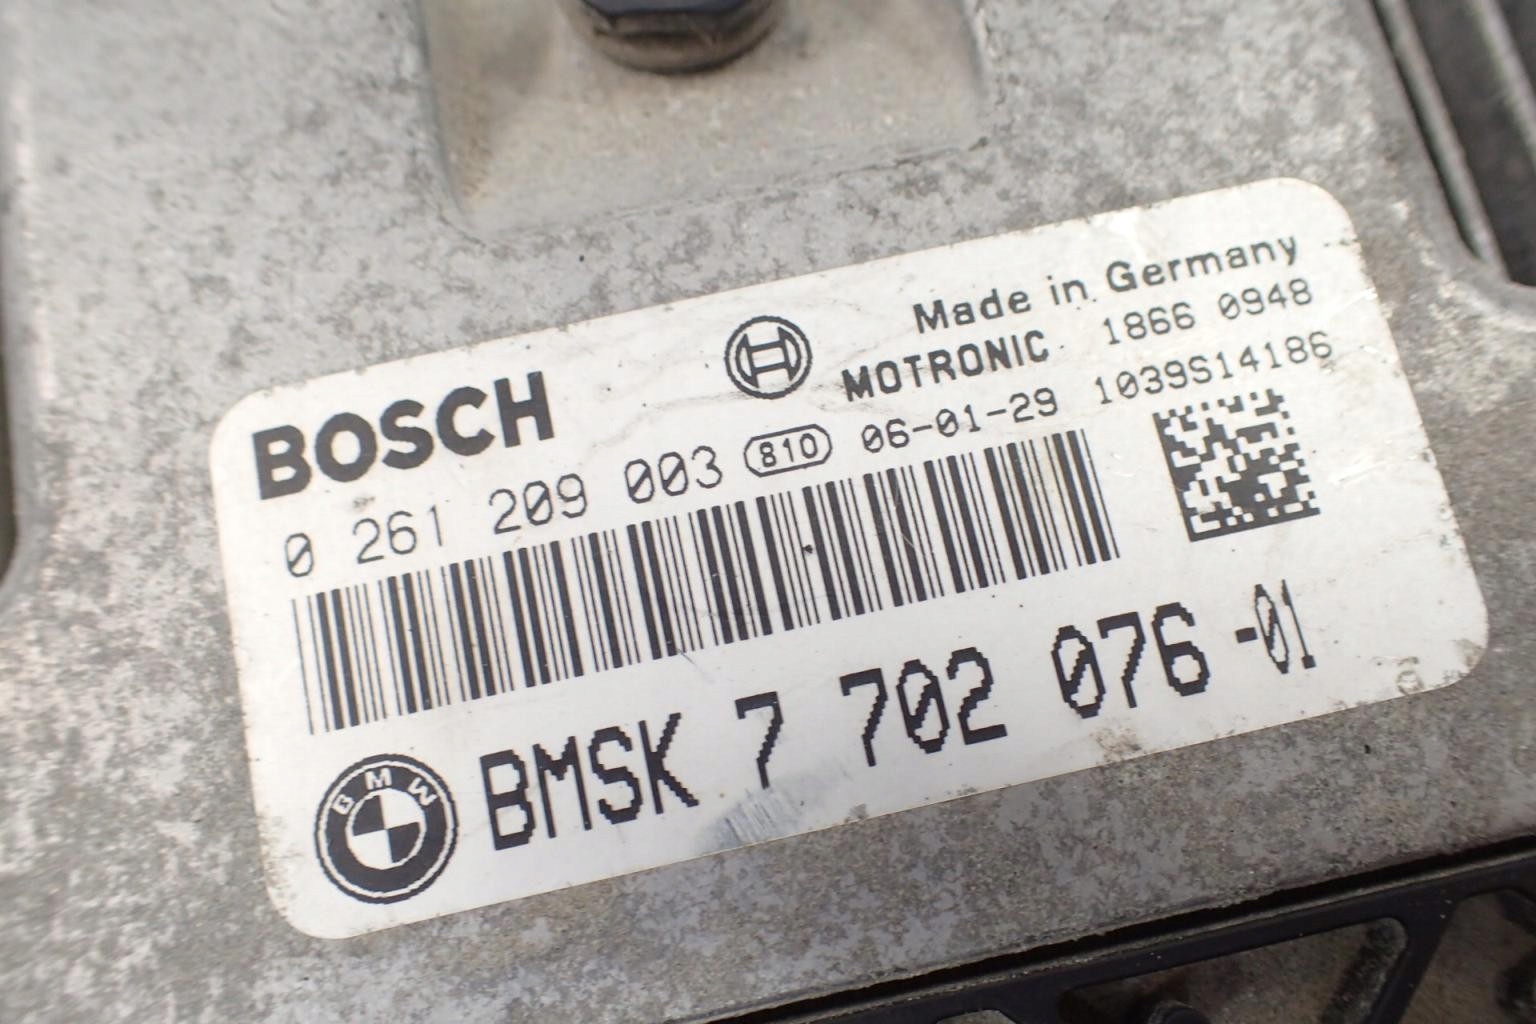 Made in Germany
BOSCH MOTRONIC 1866 0948
0 261 209 003 810 06-01-29 1039S14186
BMW BMSK 7 702 076 -01